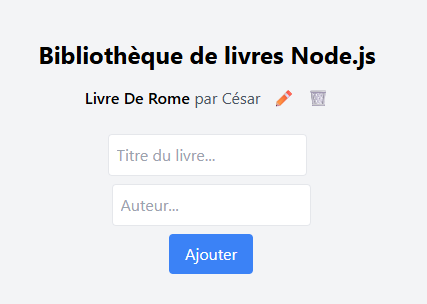 Bibliothèque de livres Node.js
Livre De Rome par César
Titre du livre...
Auteur...
Ajouter